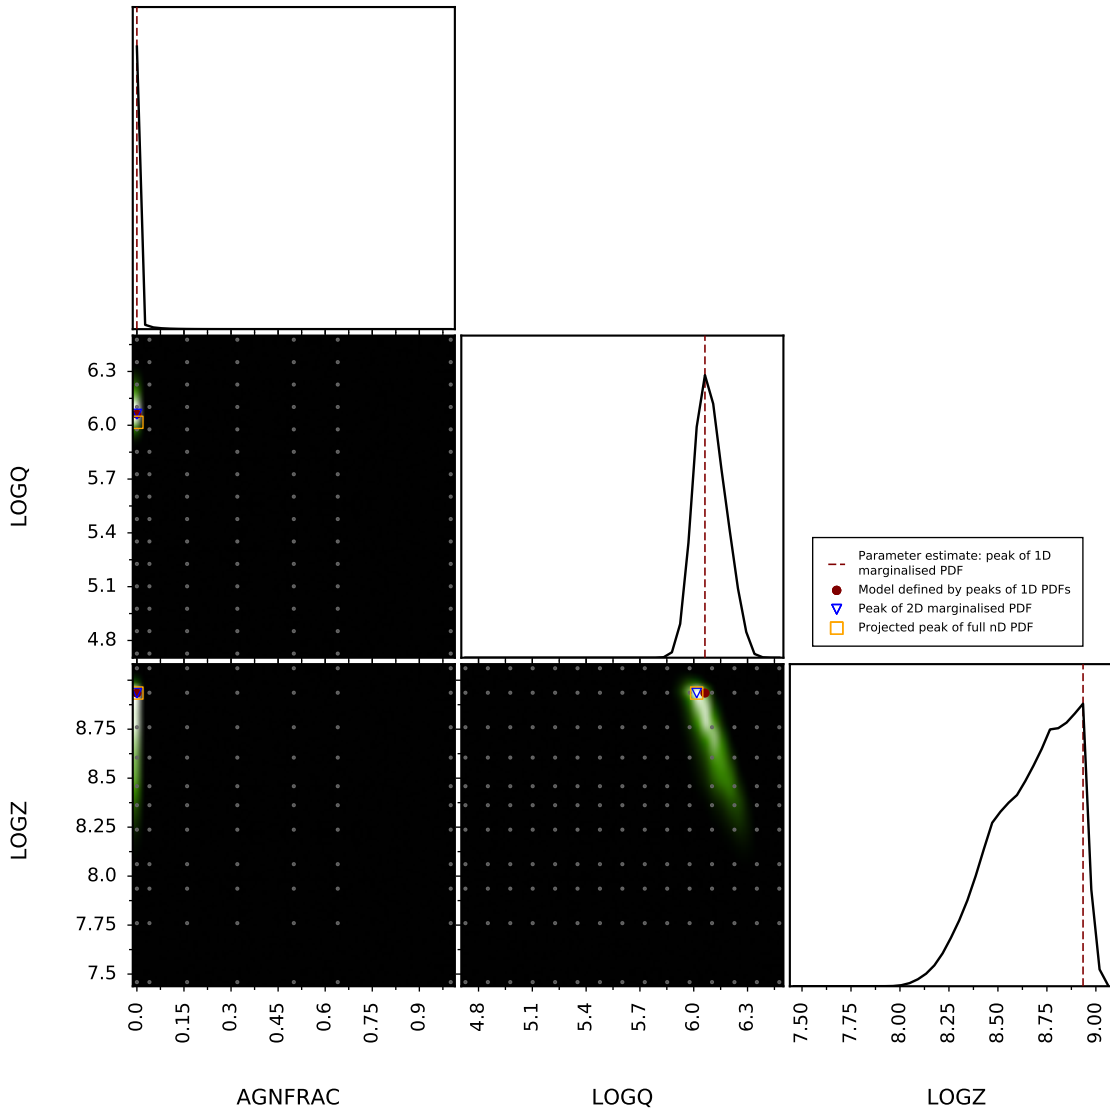 6.3
6.0
5.7
5.4
5.1
4.8
LOGQ
Parameter estimate: peak of 1D
marginalised PDF
Model defined by peaks of 1D PDFs
Peak of 2D marginalised PDF
Projected peak of full nD PDF
8.75
8.5
8.25
8.0
7.75
7.5
LOGZ
0.0 0.15 0.3 0.45 0.6 0.75 0.9
4.8 5.1 5.4 5.7 6.0 6.3
7.50 7.75 8.00 8.25 8.50 8.75 9.00
AGNFRAC LOGQ LOGZ